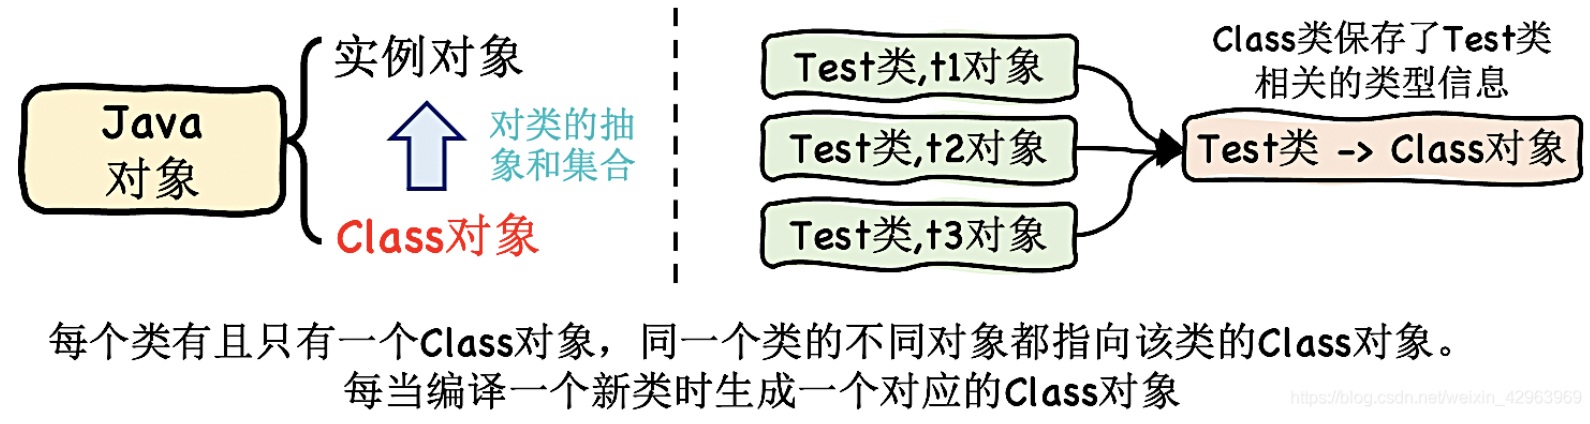 Java
对象
实例对象
对类的抽
象和集合
Class对象
Test类,t1对象
Test类,t2对象
Test类,t3对象
Class类保存了Test类
相关的类型信息
Test类 -> Class对象
每个类有且只有一个Class对象，同一个类的不同对象都指向该类的Class对象。
每当编译一个新类时生成一个对应的Class对象
https://blog.csdn.net/weixin_42963969